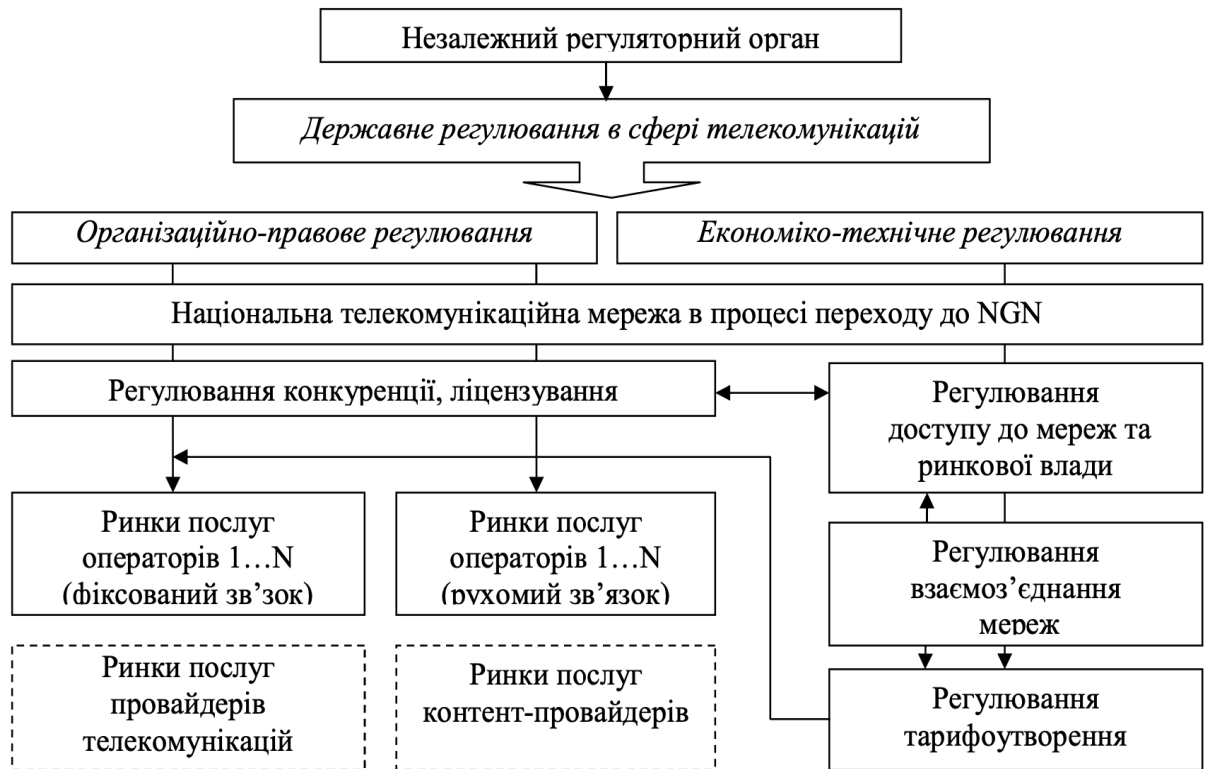 Незалежний регуляторний орган
Державне регулювання в сфері телекомунікацій
Організаційно-правове регулювання
Економіко-технічне регулювання
Національна телекомунікаційна мережа в процесі переходу до NGN
Регулювання конкуренції, ліцензування
Регулювання
доступу до мереж та
ринкової влади
Ринки послуг
операторів 1…N
(фіксований зв’зок)
Ринки послуг
операторів 1…N
(рухомий зв’язок)
Регулювання
взаємоз’єднання
мереж
Ринки послуг
провайдерів
телекомунікацій
Ринки послуг
контент-провайдерів
Регулювання
тарифоутворення